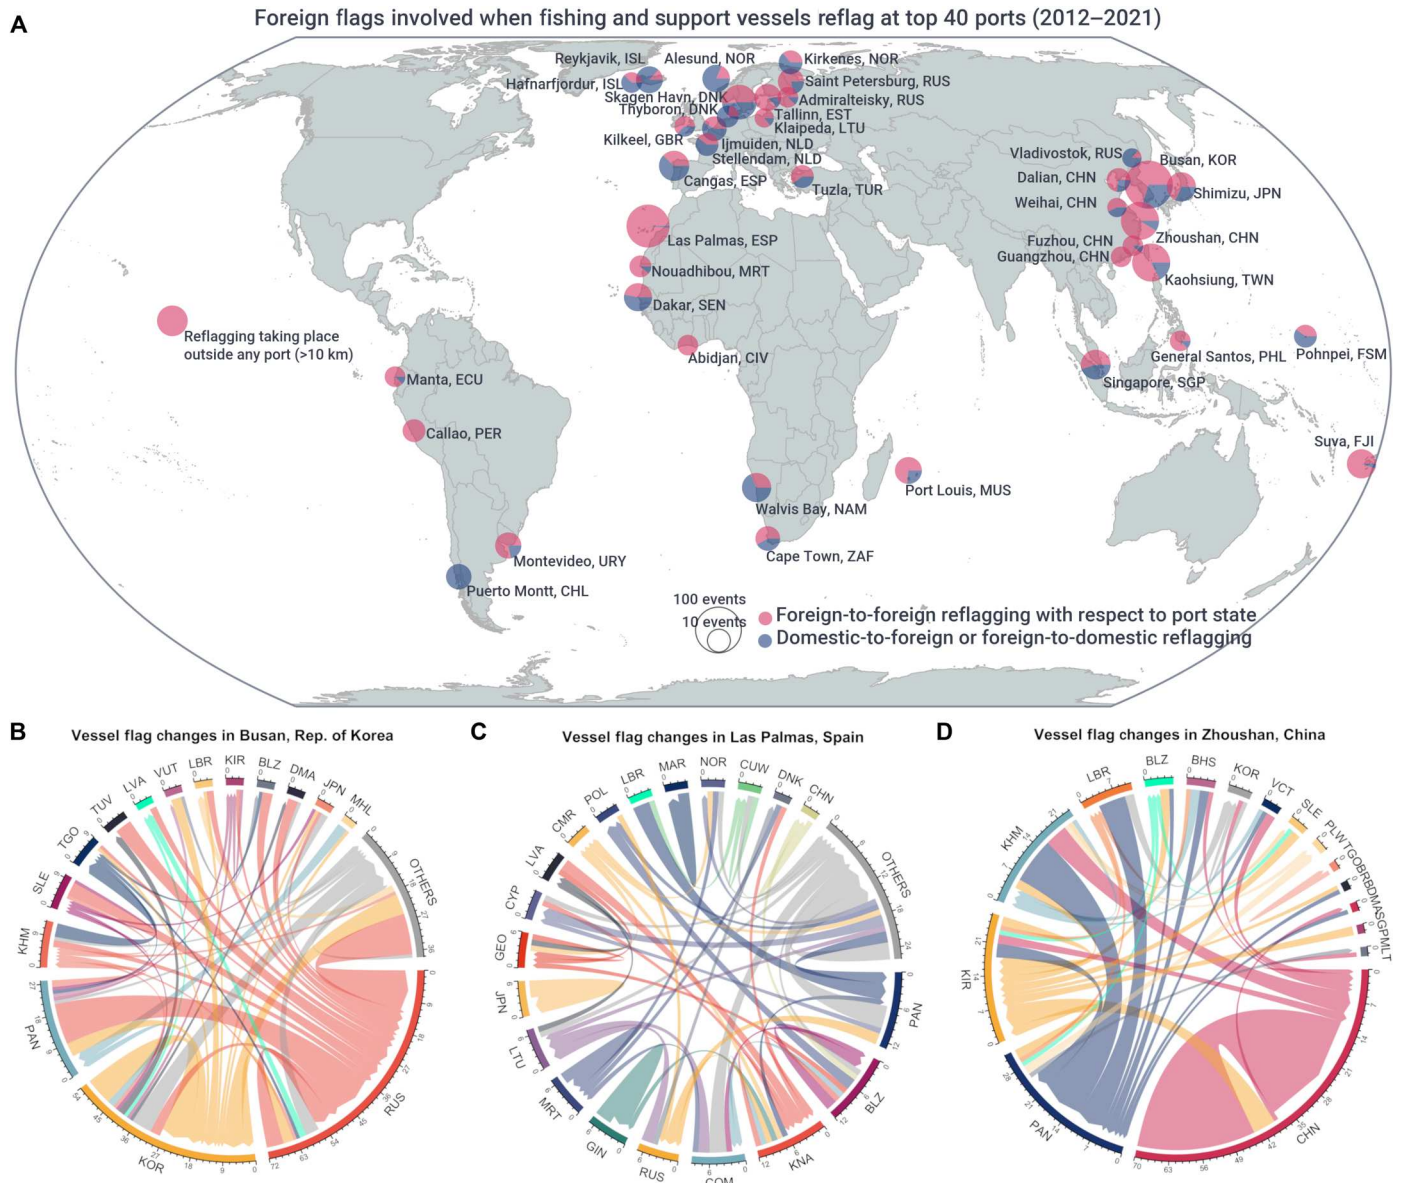 A
Foreign flags involved when fishing and support vessels reflag at top 40 ports (2012–2021)
Reykjavik, ISL
Alesund, NOR
Kirkenes, NOR
Hafnarfjordur, ISL
Saint Petersburg, RUS
Skagen Havn, DNK
Admiralteisky, RUS
Thyboron, DNK
Tallinn, EST
Klaipeda, LTU
Kilkeel, GBR
Ijmuiden, NLD
Stellendam, NLD
Vladivostok, RUS
Busan, KOR
Cangas, ESP
Tuzla, TUR
Dalian, CHN
Shimizu, JPN
Weihai, CHN
Las Palmas, ESP
Fuzhou, CHN
Zhoushan, CHN
Guangzhou, CHN
Nouadhibou, MRT
Kaohsiung, TWN
Dakar, SEN
Reflagging taking place
outside any port (>10 km)
Abidjan, CIV
General Santos, PHL
Pohnpei, FSM
Manta, ECU
Singapore, SGP
Callao, PER
Suva, FJI
Port Louis, MUS
Walvis Bay, NAM
Cape Town, ZAF
Montevideo, URY
Puerto Montt, CHL
100 events
10 events
Foreign-to-foreign reflagging with respect to port state
Domestic-to-foreign or foreign-to-domestic reflagging
B
Vessel flag changes in Busan, Rep. of Korea
KHM
SLE
TGO
TUV
LVA
VUT
LBR
KIR
BLZ
DMA
JPN
MHL
OTHERS
RUS
KOR
PAN
C
Vessel flag changes in Las Palmas, Spain
JPN
GEO
CYP
LVA
CMR
POL
LBR
MAR
NOR
CUW
DNK
CHN
OTHERS
PAN
BLZ
KNA
COM
RUS
GIN
MRT
LTU
D
Vessel flag changes in Zhoushan, China
KIR
KHM
LBR
BLZ
BHS
KOR
VCT
SLE
PLW
TGO
BRB
DMA
SGP
MLT
CHN
PAN